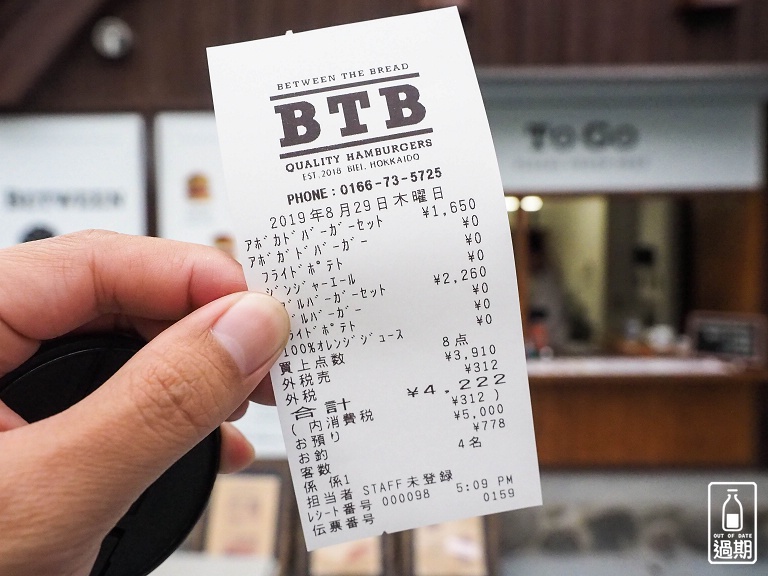 BETWEEN THE BREAD
BTB
QUALITY HAMBURGERS
EST.2018 BIEI, HOKKAIDO
PHONE: 0166-73-5725
2019年8月29日木曜日
ｱﾎﾞｶﾄﾞﾊﾞｰｶﾞｰセット ¥1,650
ｱﾎﾞｶﾄﾞﾊﾞｰｶﾞｰ ¥0
フライドポテト ¥0
ジンジャーエール ¥0
ﾙﾊﾞｰｶﾞｰセット ¥2,260
ﾙﾊﾞｰｶﾞｰ ¥0
ライドポテト ¥0
100%オレンジジュース ¥0
買上点数 8点
外税売 ¥3,910
外税 ¥312
合計 ¥4,222
(内消費税 ¥312)
お預り ¥5,000
お釣 ¥778
客数 4名
係 係1
担当者 STAFF未登録
ﾚｼｰﾄ番号 000098 5:09 PM
伝票番号 0159
TO GO
BETWEEN
OUT OF DATE
過期